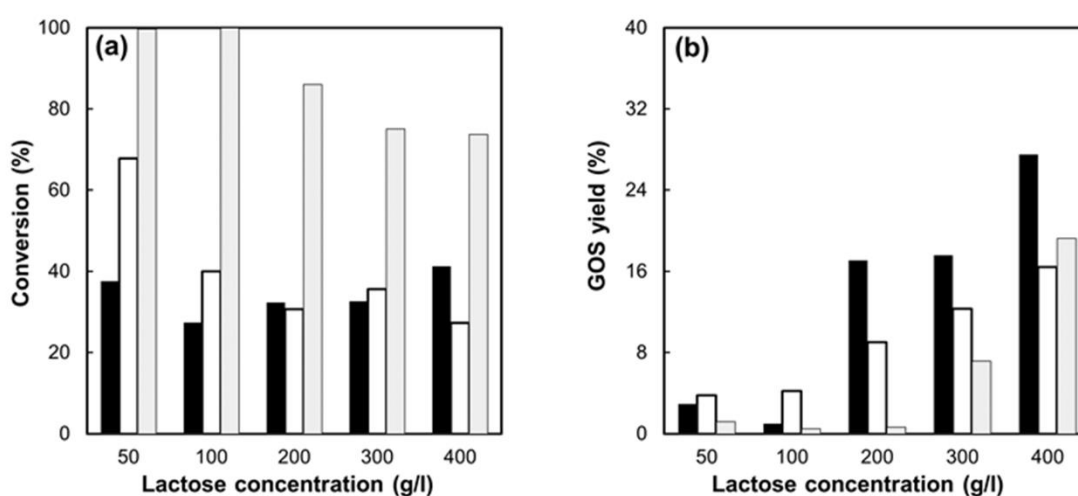 (a)
Conversion (%)
100
80
60
40
20
0
50 100 200 300 400
Lactose concentration (g/l)
(b)
GOS yield (%)
40
32
24
16
8
0
50 100 200 300 400
Lactose concentration (g/l)